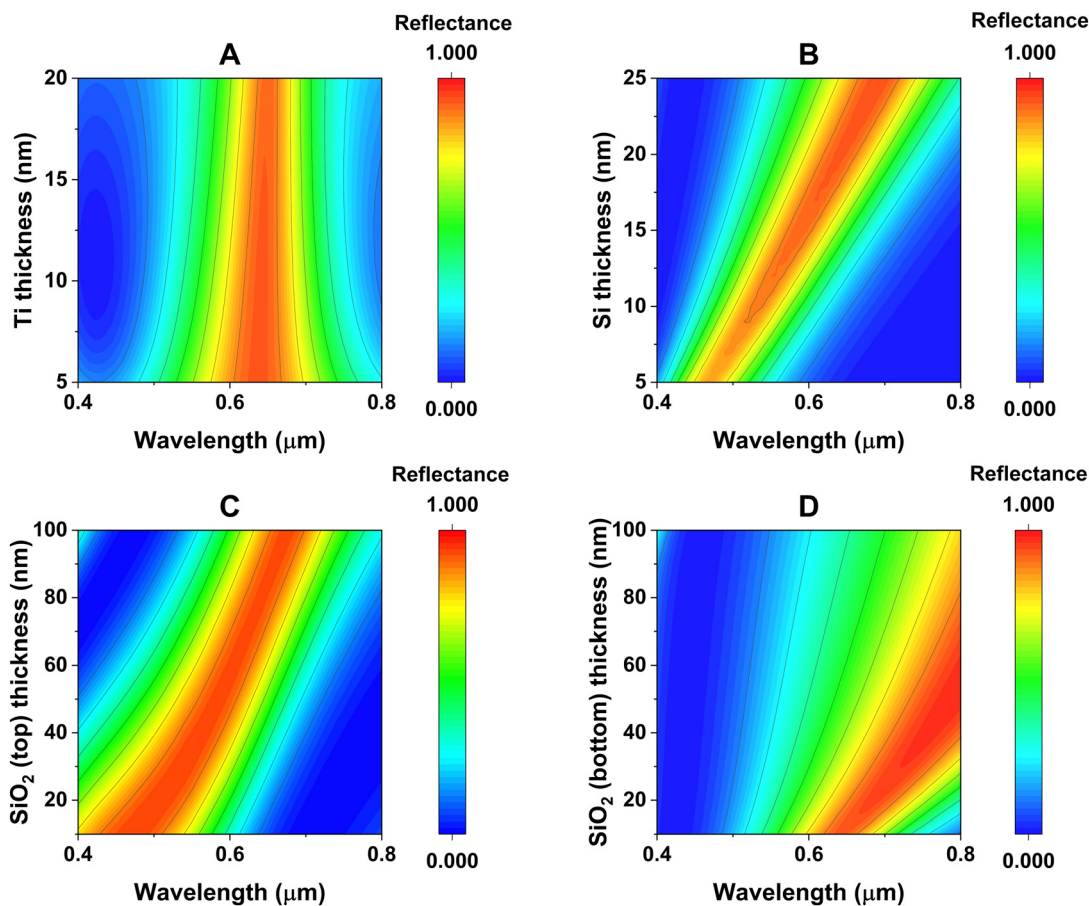 A
Reflectance
1.000
0.000
Ti thickness (nm)
20
15
10
5
0.4
0.6
0.8
Wavelength (μm)
B
Reflectance
1.000
0.000
Si thickness (nm)
25
20
15
10
5
0.4
0.6
0.8
Wavelength (μm)
C
Reflectance
1.000
0.000
SiO₂ (top) thickness (nm)
100
80
60
40
20
0.4
0.6
0.8
Wavelength (μm)
D
Reflectance
1.000
0.000
SiO₂ (bottom) thickness (nm)
100
80
60
40
20
0.4
0.6
0.8
Wavelength (μm)